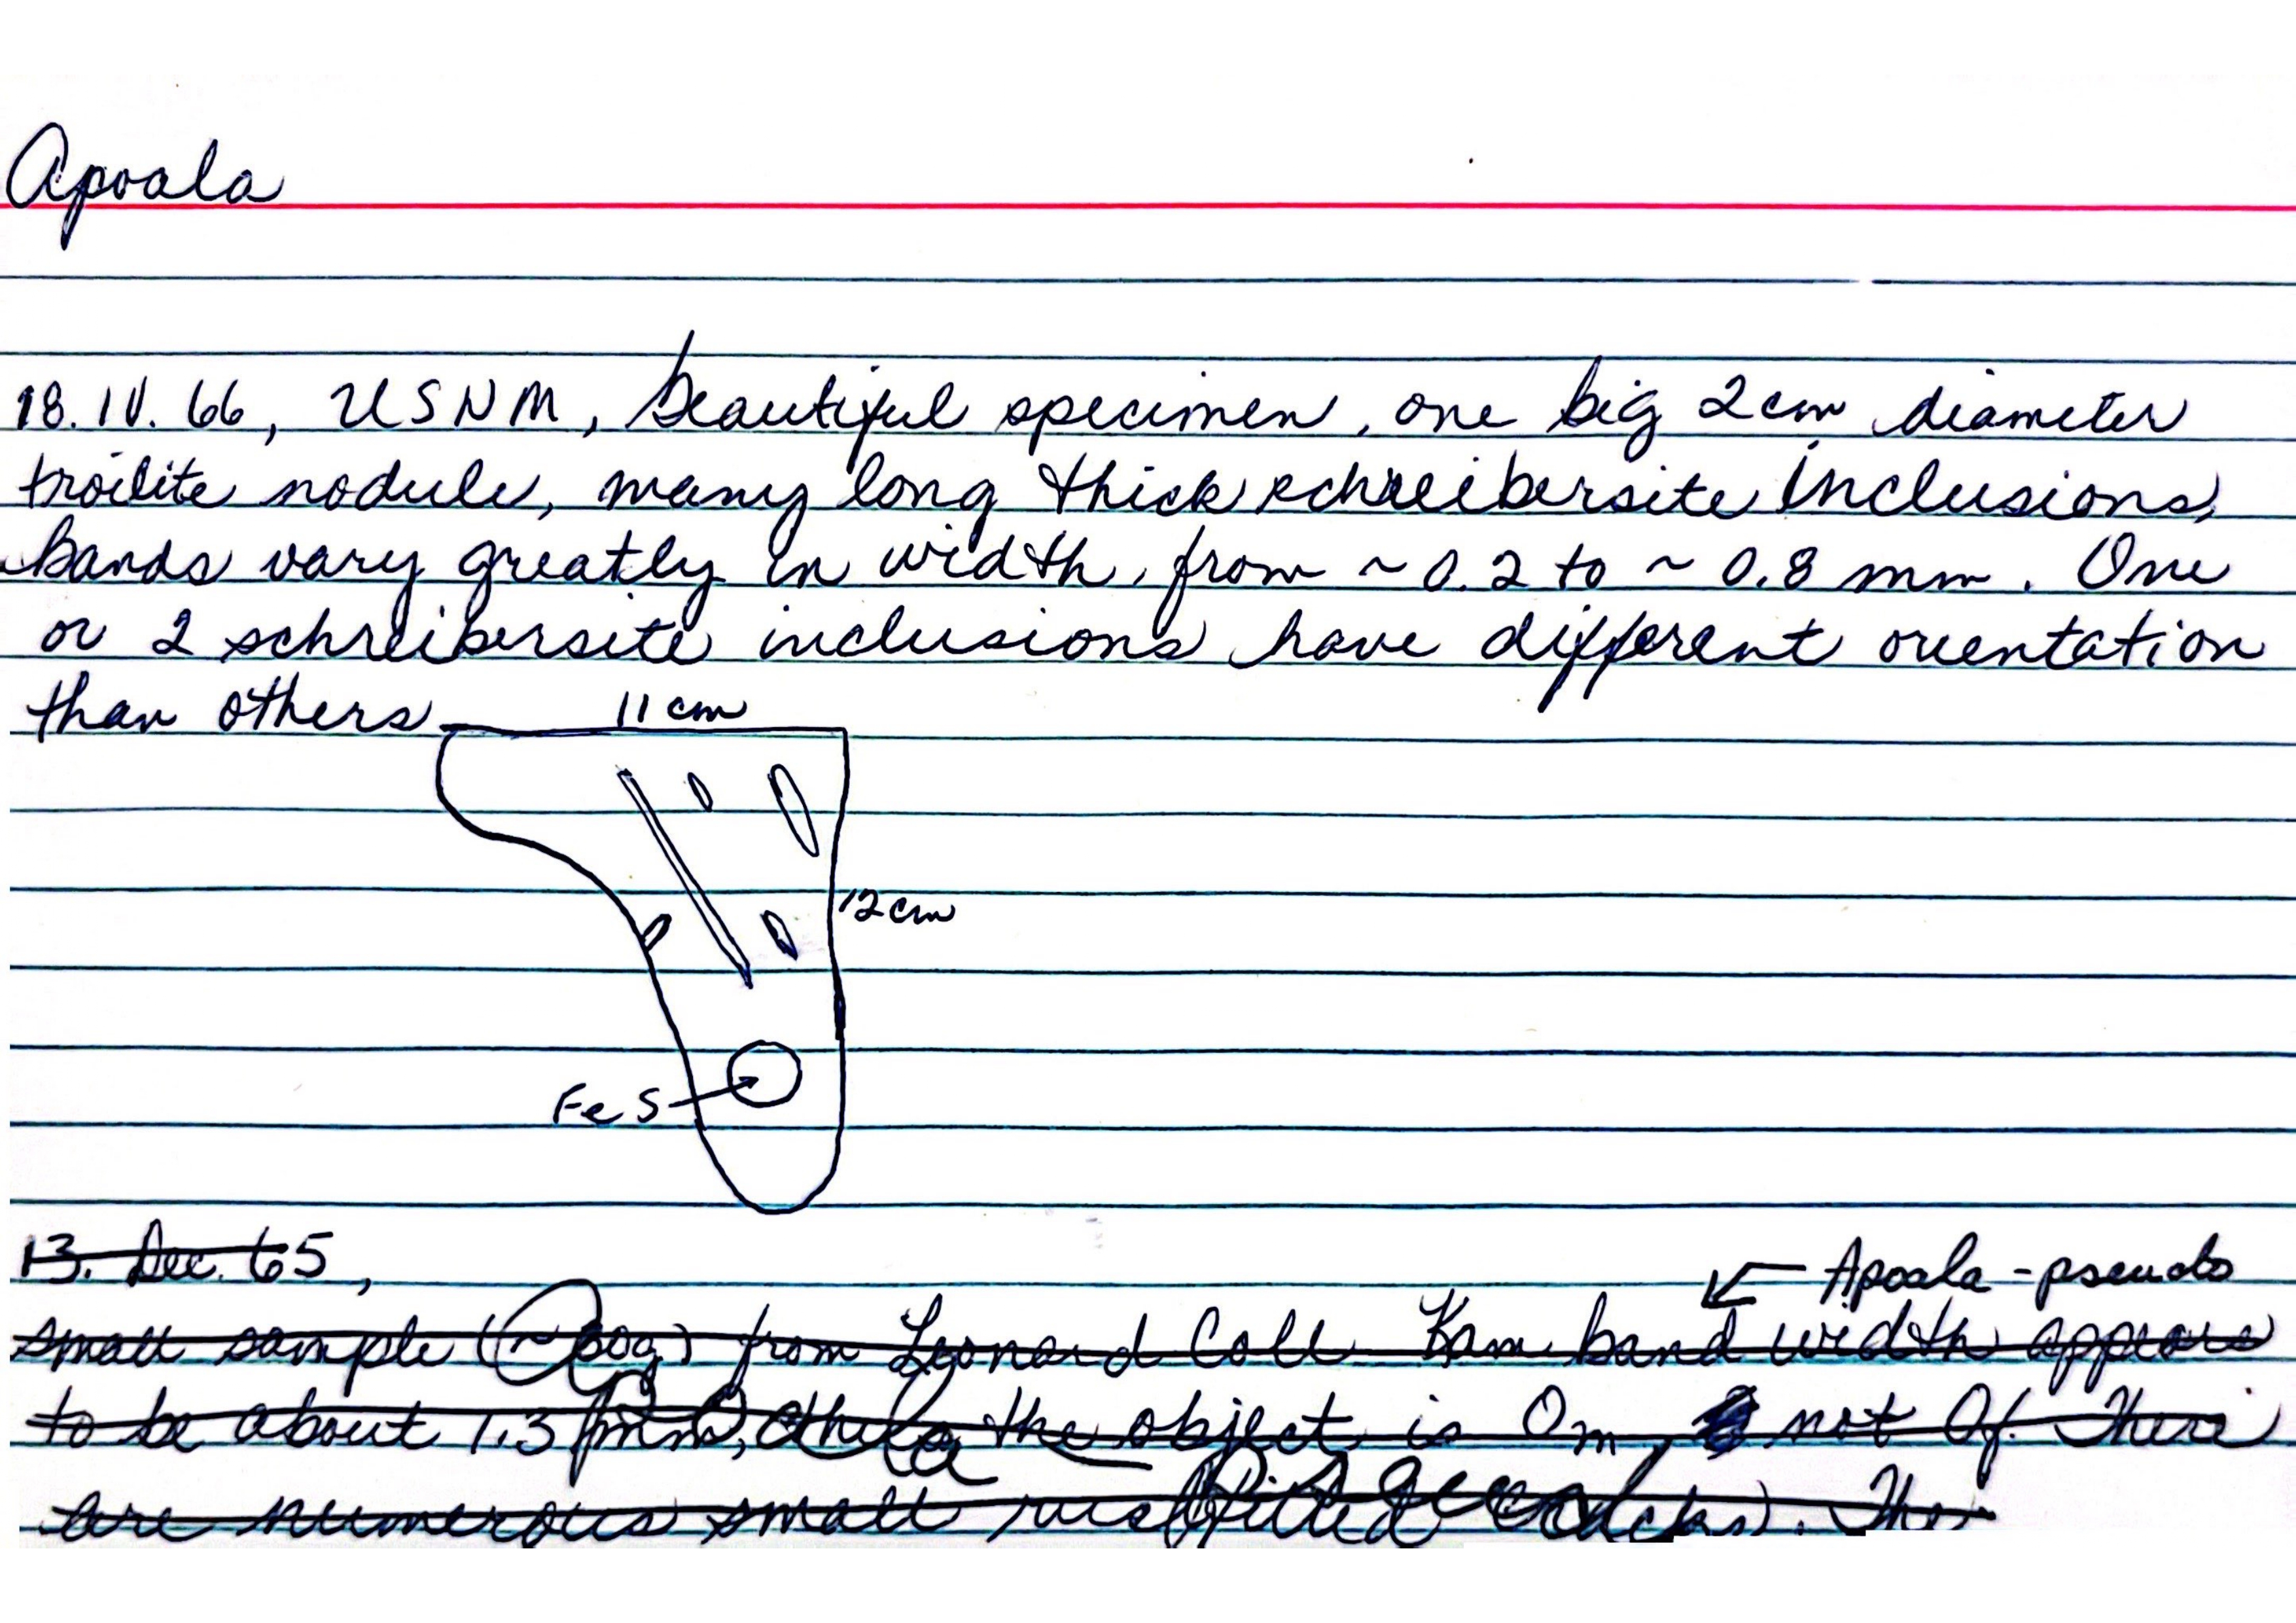 Apoala
18.IV.66, USNM, beautiful specimen, one big 2cm diameter
troilite nodule, many long thick schreibersite inclusions,
bands vary greatly in width, from ~0.2 to ~0.8 mm. One
or 2 schreibersite inclusions have different orientation
than others
11 cm
12 cm
FeS
13. Dec. 65,
← Apoala-pseudo
small sample from Leonard Coll Kam band width appears
to be about 1.3 mm, the object is Om, not Of. There
are numerous small filled cracks). The